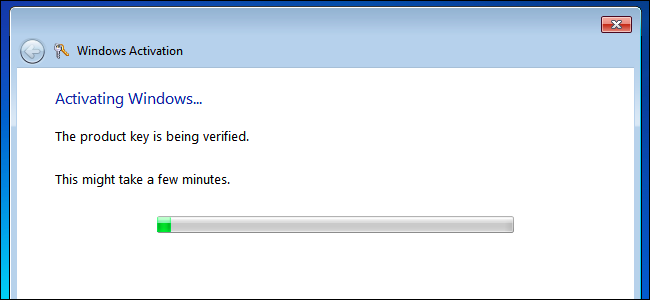 Windows Activation
Activating Windows...
The product key is being verified.
This might take a few minutes.